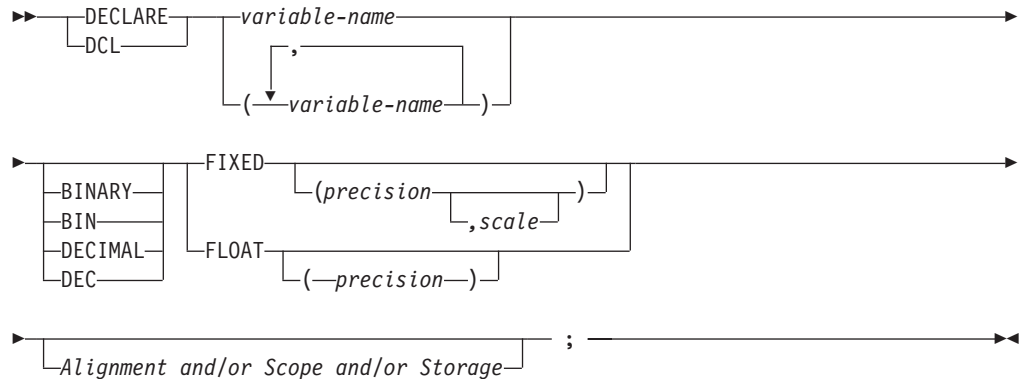 DECLARE variable-name
DCL ,
( variable-name )
FIXED
BINARY (precision )
BIN ,scale
DECIMAL FLOAT
DEC ( precision )
;
Alignment and/or Scope and/or Storage